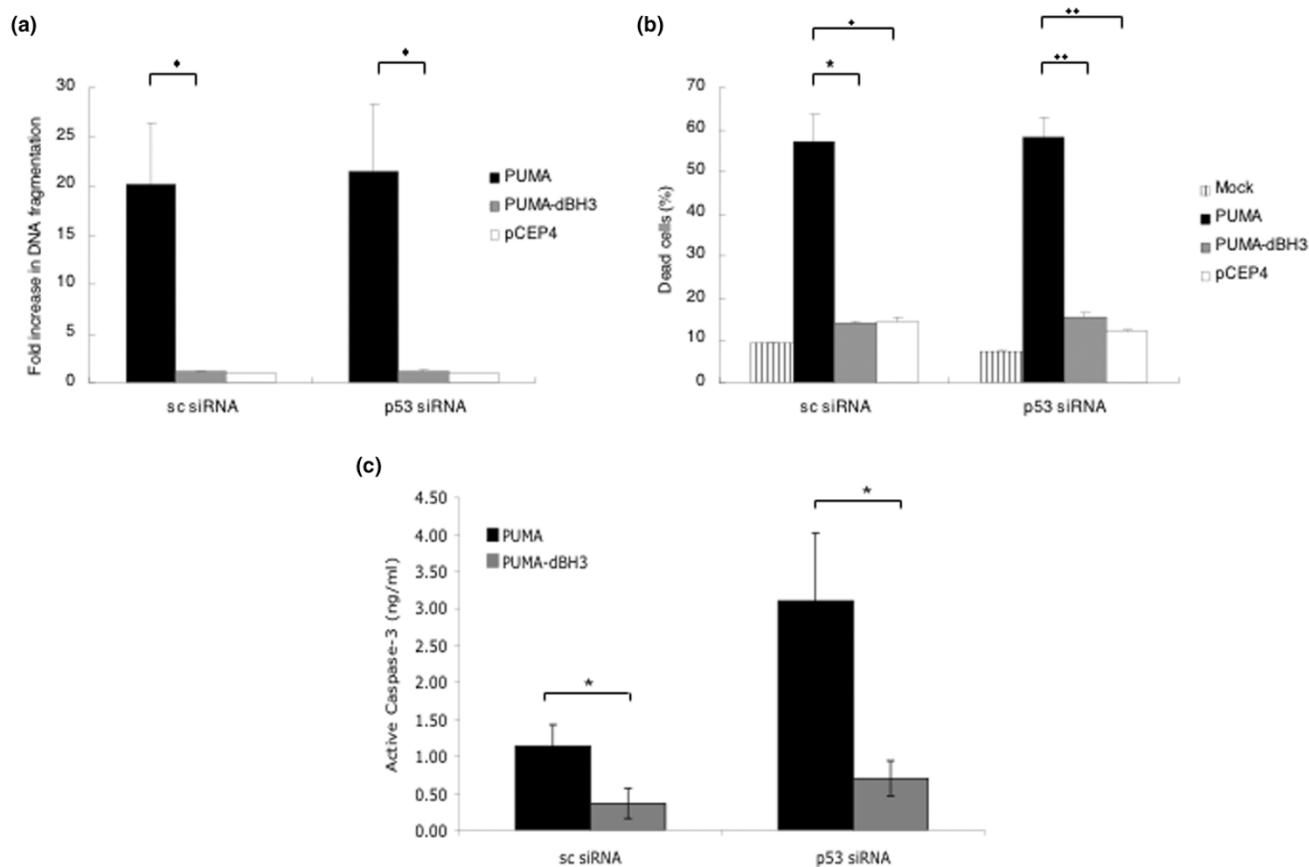 (a)
30
25
20
15
10
5
0
Fold increase in DNA fragmentation
sc siRNA
p53 siRNA
PUMA
PUMA-dBH3
pCEP4
(b)
*
**
70
60
50
40
30
20
10
0
Dead cells (%)
sc siRNA
p53 siRNA
Mock
PUMA
PUMA-dBH3
pCEP4
(c)
*
*
4.50
4.00
3.50
3.00
2.50
2.00
1.50
1.00
0.50
0.00
Active Caspase-3 (ng/ml)
PUMA
PUMA-dBH3
sc siRNA
p53 siRNA